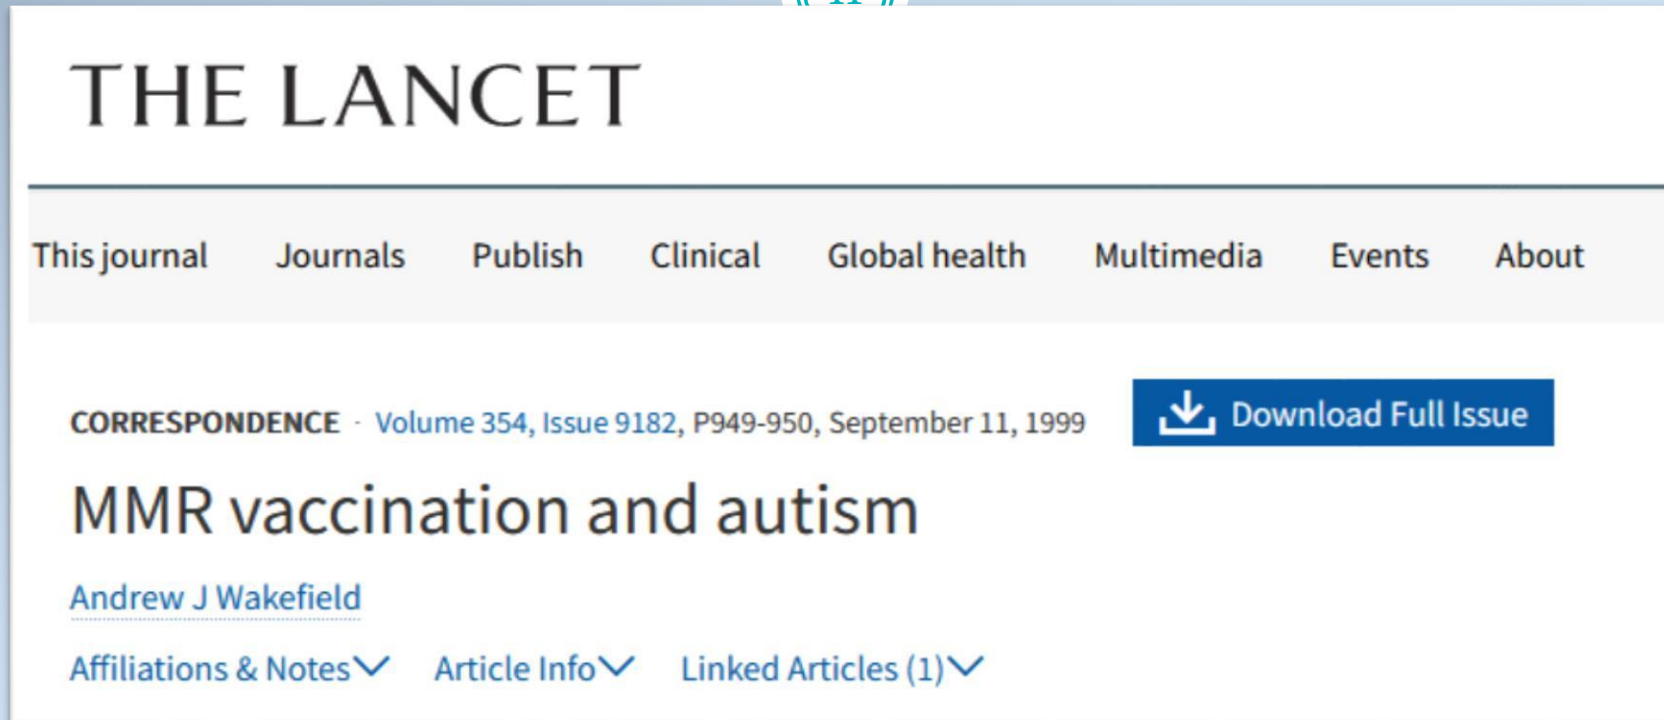 THE LANCET
This journal Journals Publish Clinical Global health Multimedia Events About
CORRESPONDENCE · Volume 354, Issue 9182, P949-950, September 11, 1999 Download Full Issue
MMR vaccination and autism
Andrew J Wakefield
Affiliations & Notes Article Info Linked Articles (1)